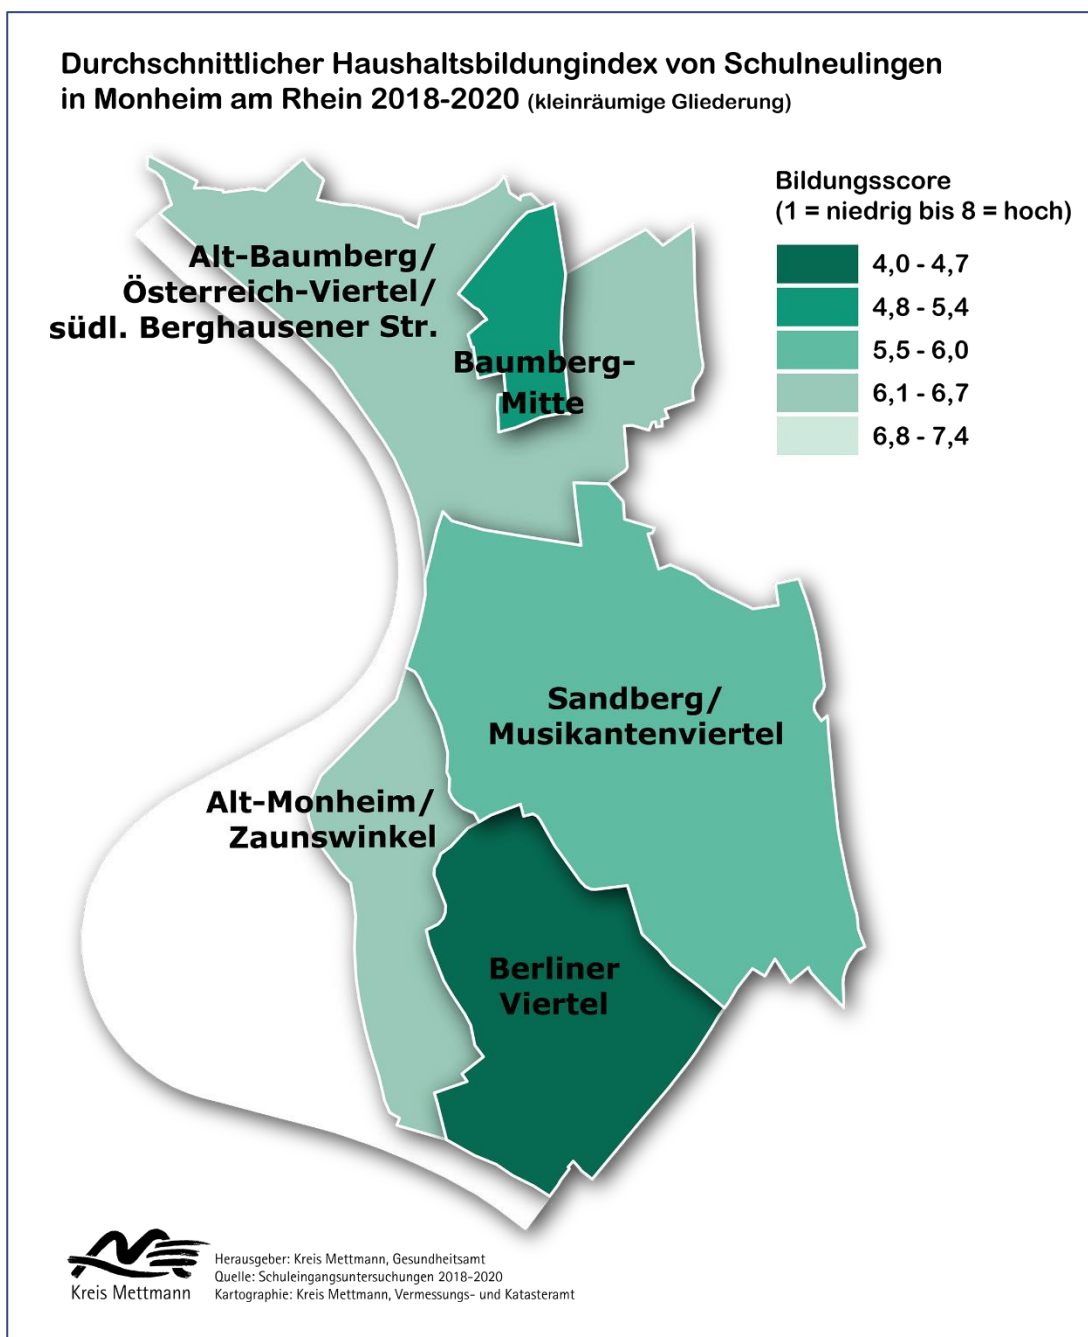 Durchschnittlicher Haushaltsbildungindex von Schulneulingen
in Monheim am Rhein 2018-2020 (kleinräumige Gliederung)
Bildungsscore
(1 = niedrig bis 8 = hoch)
4,0 - 4,7
4,8 - 5,4
5,5 - 6,0
6,1 - 6,7
6,8 - 7,4
Alt-Baumberg/
Österreich-Viertel/
südl. Berghausener Str.
Baumberg-
Mitte
Sandberg/
Musikantenviertel
Alt-Monheim/
Zaunswinkel
Berliner
Viertel
Kreis Mettmann
Herausgeber: Kreis Mettmann, Gesundheitsamt
Quelle: Schuleingangsuntersuchungen 2018-2020
Kartographie: Kreis Mettmann, Vermessungs- und Katasteramt